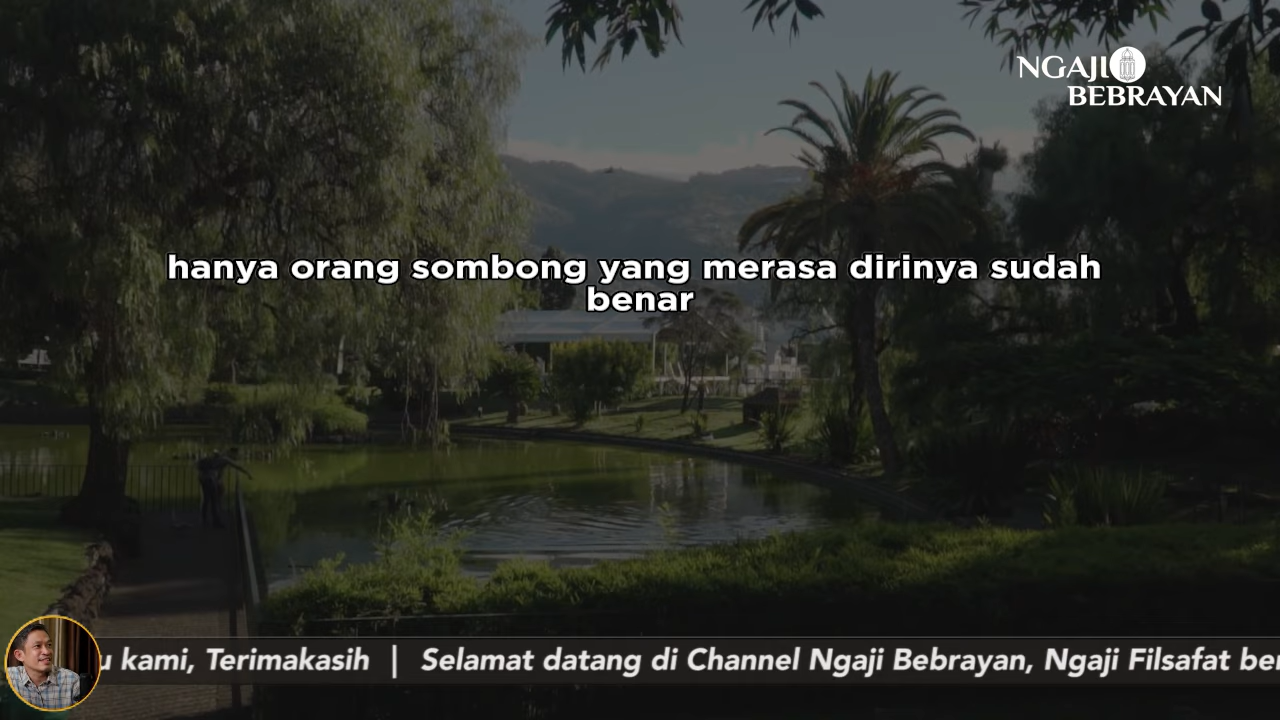 NGAJI
BEBRAYAN
hanya orang sombong yang merasa dirinya sudah
benar
kami, Terimakasih | Selamat datang di Channel Ngaji Bebrayan, Ngaji Filsafat